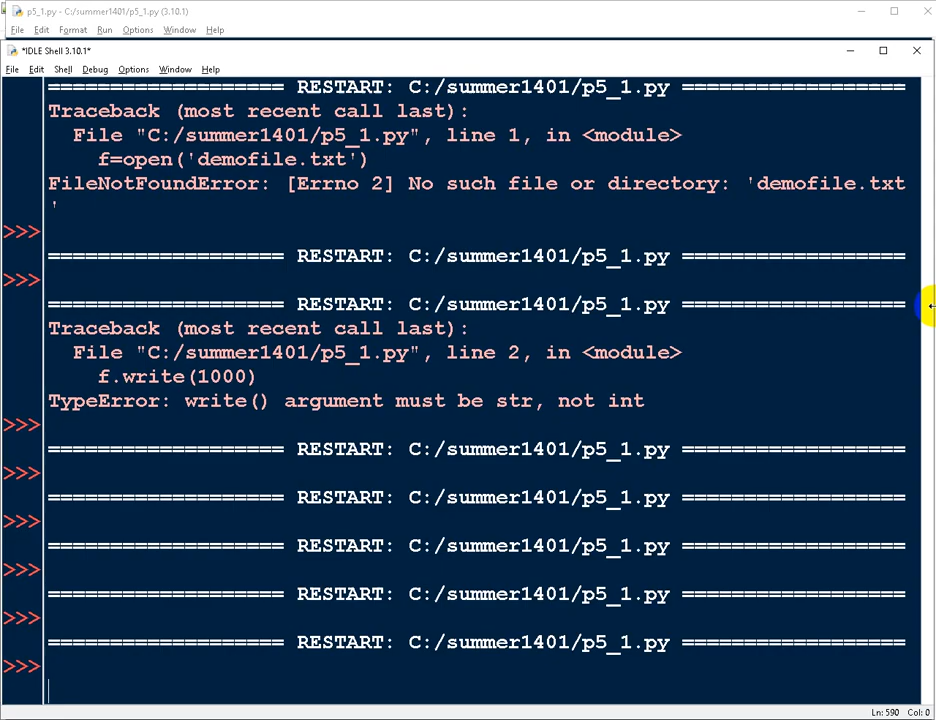 p5_1.py - C:/summer1401/p5_1.py (3.10.1)
File Edit Format Run Options Window Help
*IDLE Shell 3.10.1*
File Edit Shell Debug Options Window Help
=================== RESTART: C:/summer1401/p5_1.py ==================
Traceback (most recent call last):
  File "C:/summer1401/p5_1.py", line 1, in <module>
    f=open('demofile.txt')
FileNotFoundError: [Errno 2] No such file or directory: 'demofile.txt
'
>>>
=================== RESTART: C:/summer1401/p5_1.py ==================
>>>
=================== RESTART: C:/summer1401/p5_1.py ==================
Traceback (most recent call last):
  File "C:/summer1401/p5_1.py", line 2, in <module>
    f.write(1000)
TypeError: write() argument must be str, not int
>>>
=================== RESTART: C:/summer1401/p5_1.py ==================
>>>
=================== RESTART: C:/summer1401/p5_1.py ==================
>>>
=================== RESTART: C:/summer1401/p5_1.py ==================
>>>
=================== RESTART: C:/summer1401/p5_1.py ==================
>>>
=================== RESTART: C:/summer1401/p5_1.py ==================
>>>
Ln: 590 Col: 0